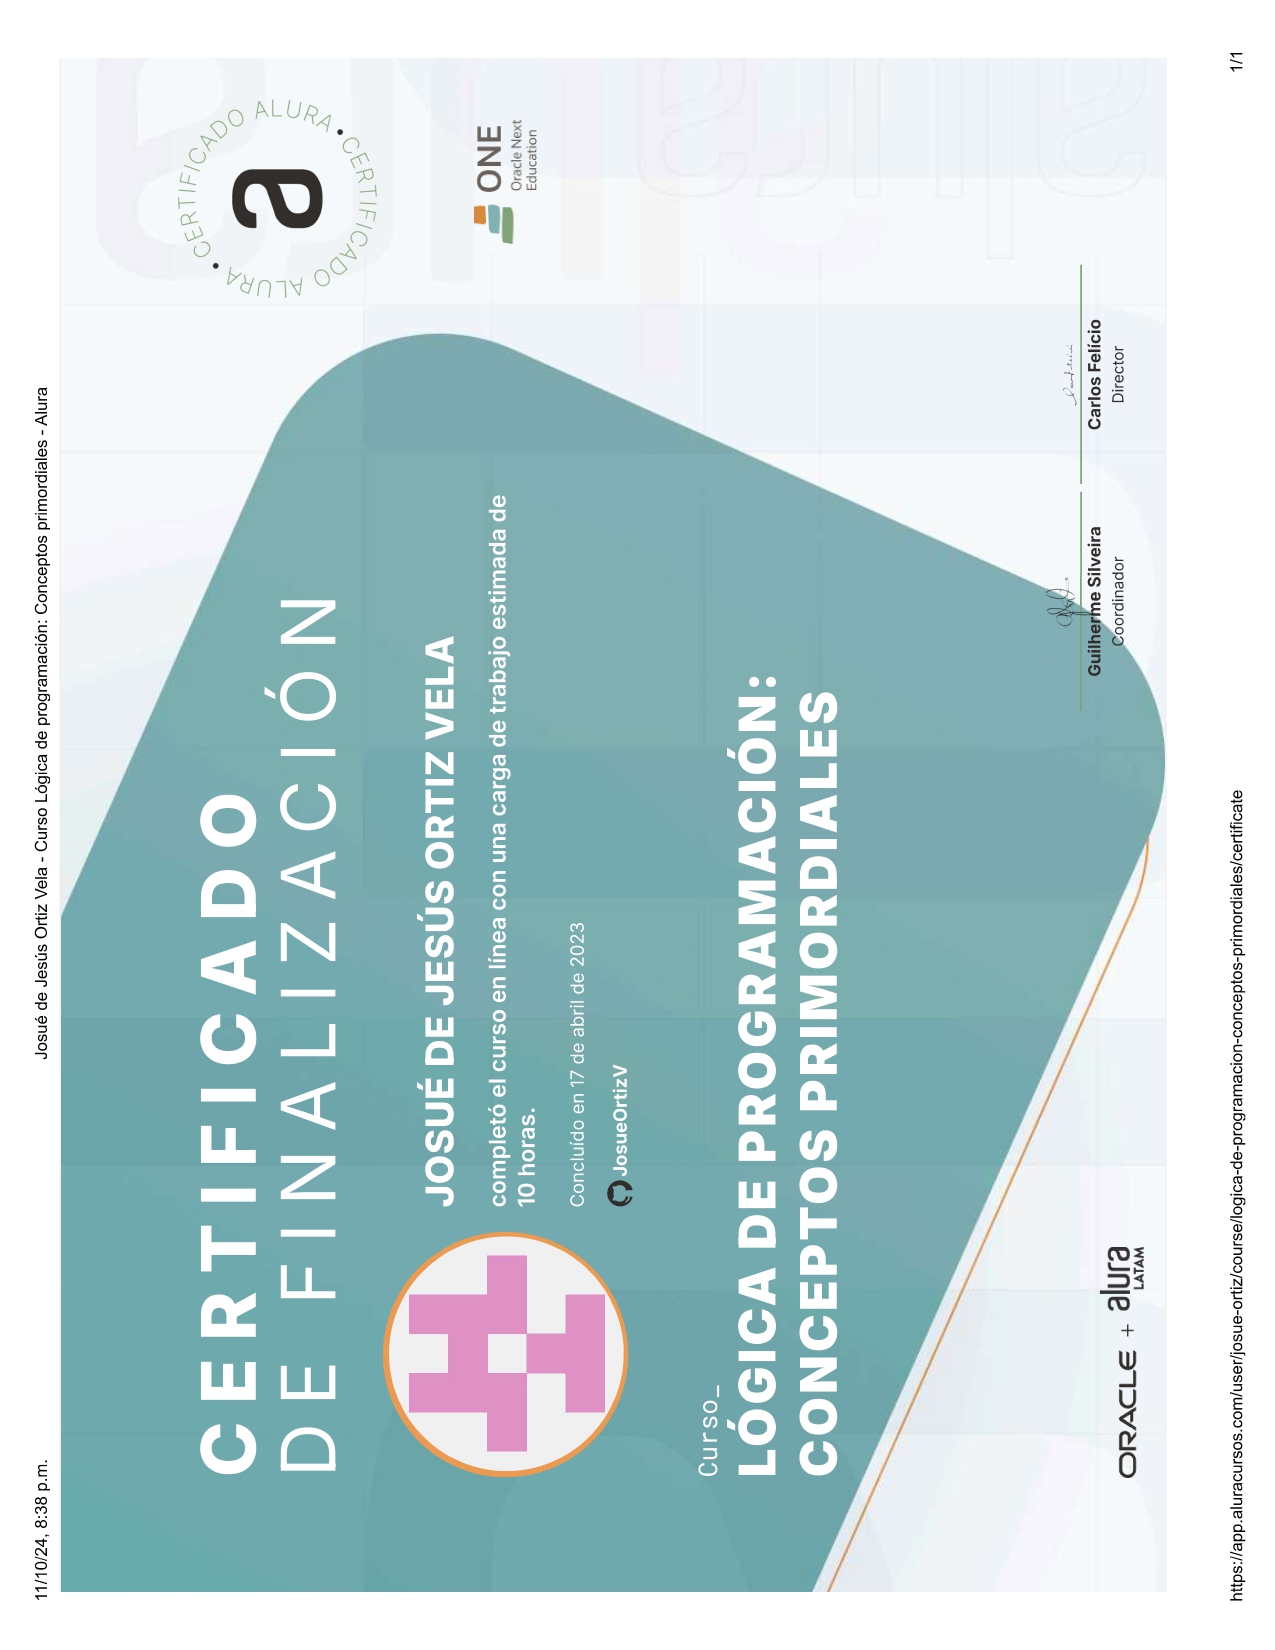 11/10/24, 8:38 p.m.
Josué de Jesús Ortiz Vela - Curso Lógica de programación: Conceptos primordiales - Alura
CERTIFICADO
DE FINALIZACIÓN
CERTIFICADO ALURA • CERTIFICADO ALURA •
a
JOSUÉ DE JESÚS ORTIZ VELA
completó el curso en línea con una carga de trabajo estimada de
10 horas.
Concluído en 17 de abril de 2023
JosueOrtizV
ONE
Oracle Next
Education
Curso_
LÓGICA DE PROGRAMACIÓN:
CONCEPTOS PRIMORDIALES
Guilherme Silveira
Coordinador
Carlos Felício
Director
ORACLE + alura
LATAM
https://app.aluracursos.com/user/josue-ortiz/course/logica-de-programacion-conceptos-primordiales/certificate
1/1